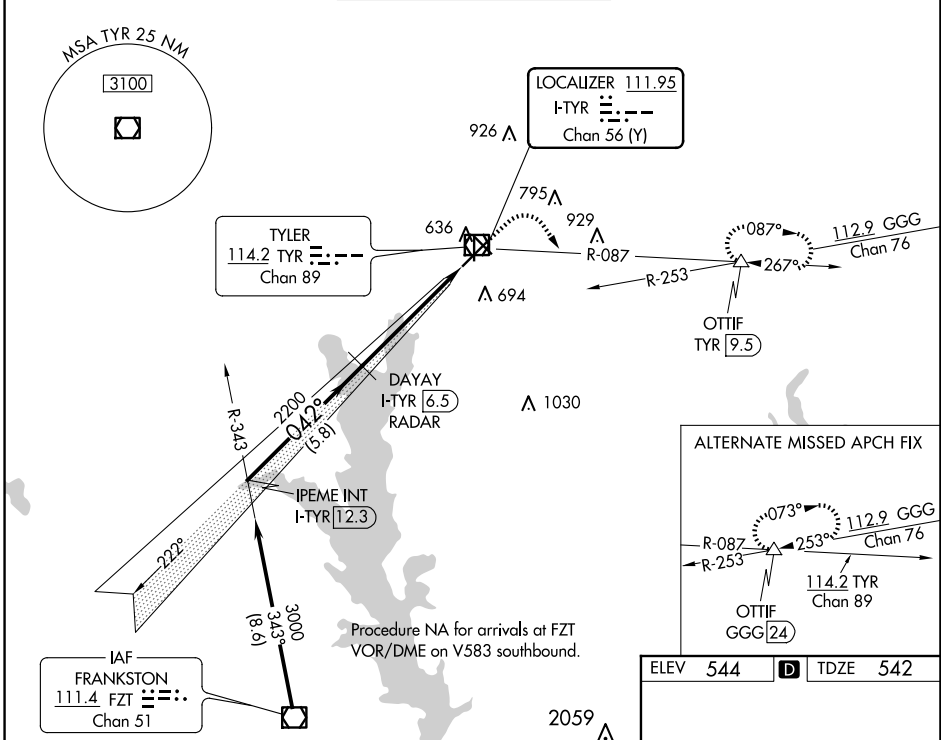 MSA TYR 25 NM
3100
LOCALIZER 111.95
I-TYR
Chan 56 (Y)
926
795
929
636
TYLER
114.2 TYR
Chan 89
R-087
087°
112.9 GGG
Chan 76
267°
R-253
694
OTTIF
TYR 9.5
DAYAY
I-TYR 6.5
RADAR
1030
2200
042°
(5.8)
R-343
IPEME INT
I-TYR 12.3
222°
3000
343°
(8.6)
Procedure NA for arrivals at FZT
VOR/DME on V583 southbound.
IAF
FRANKSTON
111.4 FZT
Chan 51
2059
ALTERNATE MISSED APCH FIX
073°
112.9 GGG
Chan 76
R-087
253°
R-253
114.2 TYR
Chan 89
OTTIF
GGG 24
ELEV 544 D TDZE 542